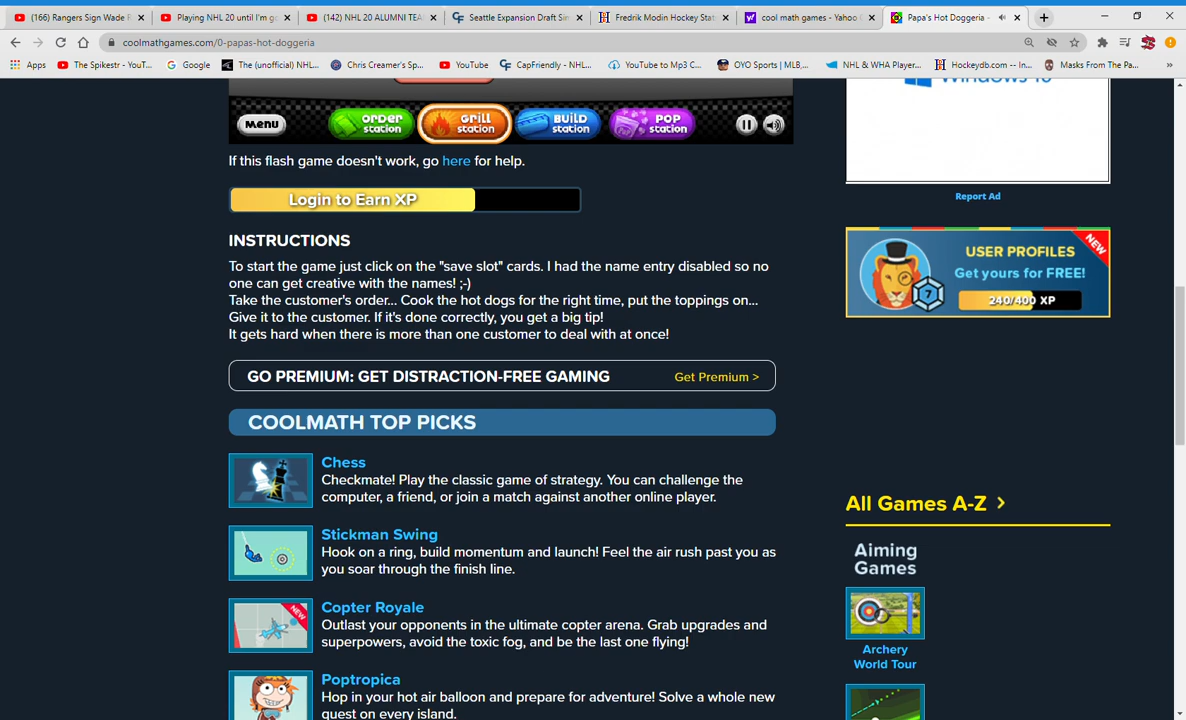 (166) Rangers Sign Wade R
Playing NHL 20 until I'm go
(142) NHL 20 ALUMNI TEA
Seattle Expansion Draft Sim
Fredrik Modin Hockey Stat
cool math games - Yahoo
Papa's Hot Doggeria -
coolmathgames.com/0-papas-hot-doggeria
Apps
The Spikestr - YouT...
Google
The (unofficial) NHL...
Chris Creamer's Sp...
YouTube
CapFriendly - NHL...
YouTube to Mp3 C...
OYO Sports | MLB,...
NHL & WHA Player...
Hockeydb.com -- In...
Masks From The Pa...
Menu
ORDER station
GRILL station
BUILD station
POP station
Windows 10
If this flash game doesn't work, go here for help.
Report Ad
Login to Earn XP
USER PROFILES
NEW
Get yours for FREE!
7
240/400 XP
INSTRUCTIONS
To start the game just click on the "save slot" cards. I had the name entry disabled so no
one can get creative with the names! ;-)
Take the customer's order... Cook the hot dogs for the right time, put the toppings on...
Give it to the customer. If it's done correctly, you get a big tip!
It gets hard when there is more than one customer to deal with at once!
GO PREMIUM: GET DISTRACTION-FREE GAMING
Get Premium >
COOLMATH TOP PICKS
Chess
Checkmate! Play the classic game of strategy. You can challenge the
computer, a friend, or join a match against another online player.
Stickman Swing
Hook on a ring, build momentum and launch! Feel the air rush past you as
you soar through the finish line.
NEW
Copter Royale
Outlast your opponents in the ultimate copter arena. Grab upgrades and
superpowers, avoid the toxic fog, and be the last one flying!
Poptropica
Hop in your hot air balloon and prepare for adventure! Solve a whole new
quest on every island.
All Games A-Z >
Aiming
Games
Archery
World Tour